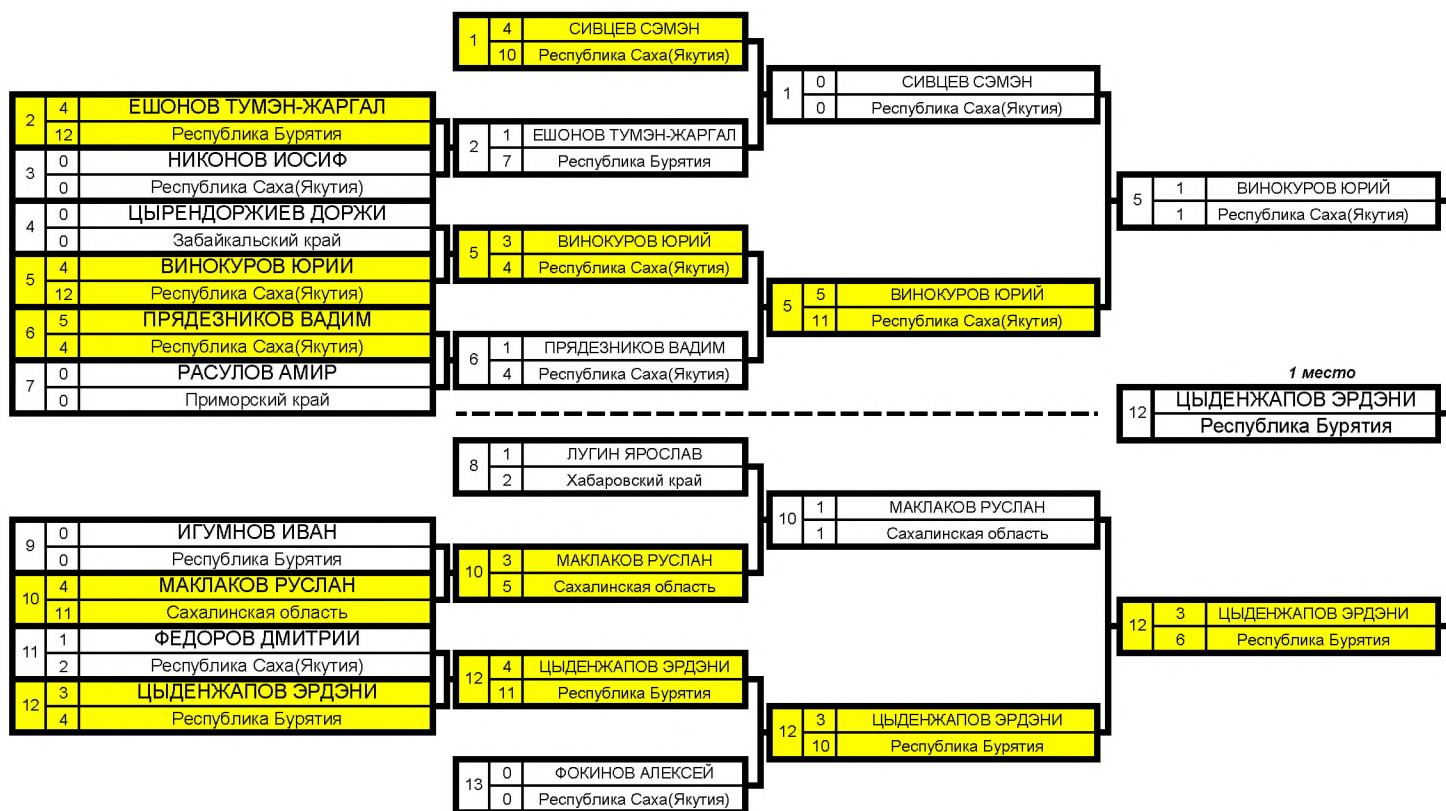 1 4 СИВЦЕВ СЭМЭН
10 Республика Саха(Якутия)
2 4 ЕШОНОВ ТУМЭН-ЖАРГАЛ
12 Республика Бурятия
3 0 НИКОНОВ ИОСИФ
0 Республика Саха(Якутия)
4 0 ЦЫРЕНДОРЖИЕВ ДОРЖИ
0 Забайкальский край
5 4 ВИНОКУРОВ ЮРИЙ
12 Республика Саха(Якутия)
6 5 ПРЯДЕЗНИКОВ ВАДИМ
4 Республика Саха(Якутия)
7 0 РАСУЛОВ АМИР
0 Приморский край
2 1 ЕШОНОВ ТУМЭН-ЖАРГАЛ
7 Республика Бурятия
5 3 ВИНОКУРОВ ЮРИЙ
4 Республика Саха(Якутия)
6 1 ПРЯДЕЗНИКОВ ВАДИМ
4 Республика Саха(Якутия)
1 0 СИВЦЕВ СЭМЭН
0 Республика Саха(Якутия)
5 5 ВИНОКУРОВ ЮРИЙ
11 Республика Саха(Якутия)
5 1 ВИНОКУРОВ ЮРИЙ
1 Республика Саха(Якутия)
1 место
12 ЦЫДЕНЖАПОВ ЭРДЭНИ
Республика Бурятия
8 1 ЛУГИН ЯРОСЛАВ
2 Хабаровский край
9 0 ИГУМНОВ ИВАН
0 Республика Бурятия
10 4 МАКЛАКОВ РУСЛАН
11 Сахалинская область
11 1 ФЕДОРОВ ДМИТРИЙ
2 Республика Саха(Якутия)
12 3 ЦЫДЕНЖАПОВ ЭРДЭНИ
4 Республика Бурятия
10 3 МАКЛАКОВ РУСЛАН
5 Сахалинская область
12 4 ЦЫДЕНЖАПОВ ЭРДЭНИ
11 Республика Бурятия
13 0 ФОКИНОВ АЛЕКСЕЙ
0 Республика Саха(Якутия)
10 1 МАКЛАКОВ РУСЛАН
1 Сахалинская область
12 3 ЦЫДЕНЖАПОВ ЭРДЭНИ
10 Республика Бурятия
12 3 ЦЫДЕНЖАПОВ ЭРДЭНИ
6 Республика Бурятия